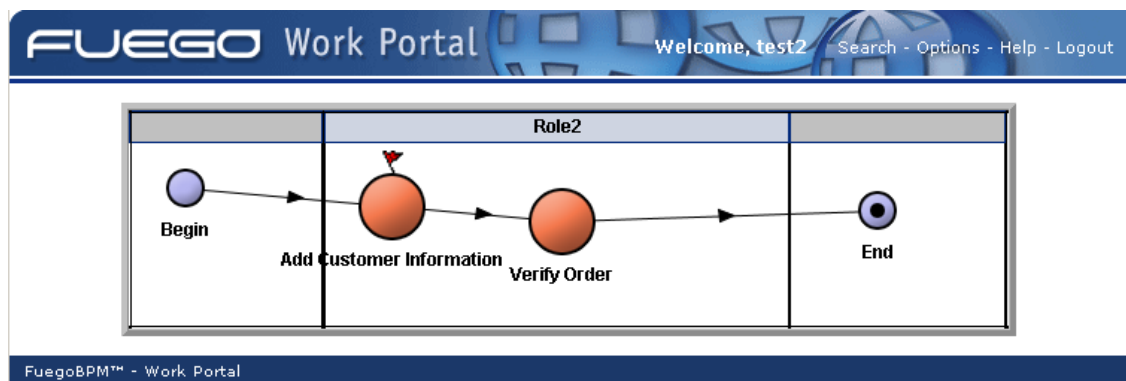 FUEGO Work Portal
Welcome, test2 Search - Options - Help - Logout
Role2
Begin
Add Customer Information
Verify Order
End
FuegoBPM™ - Work Portal